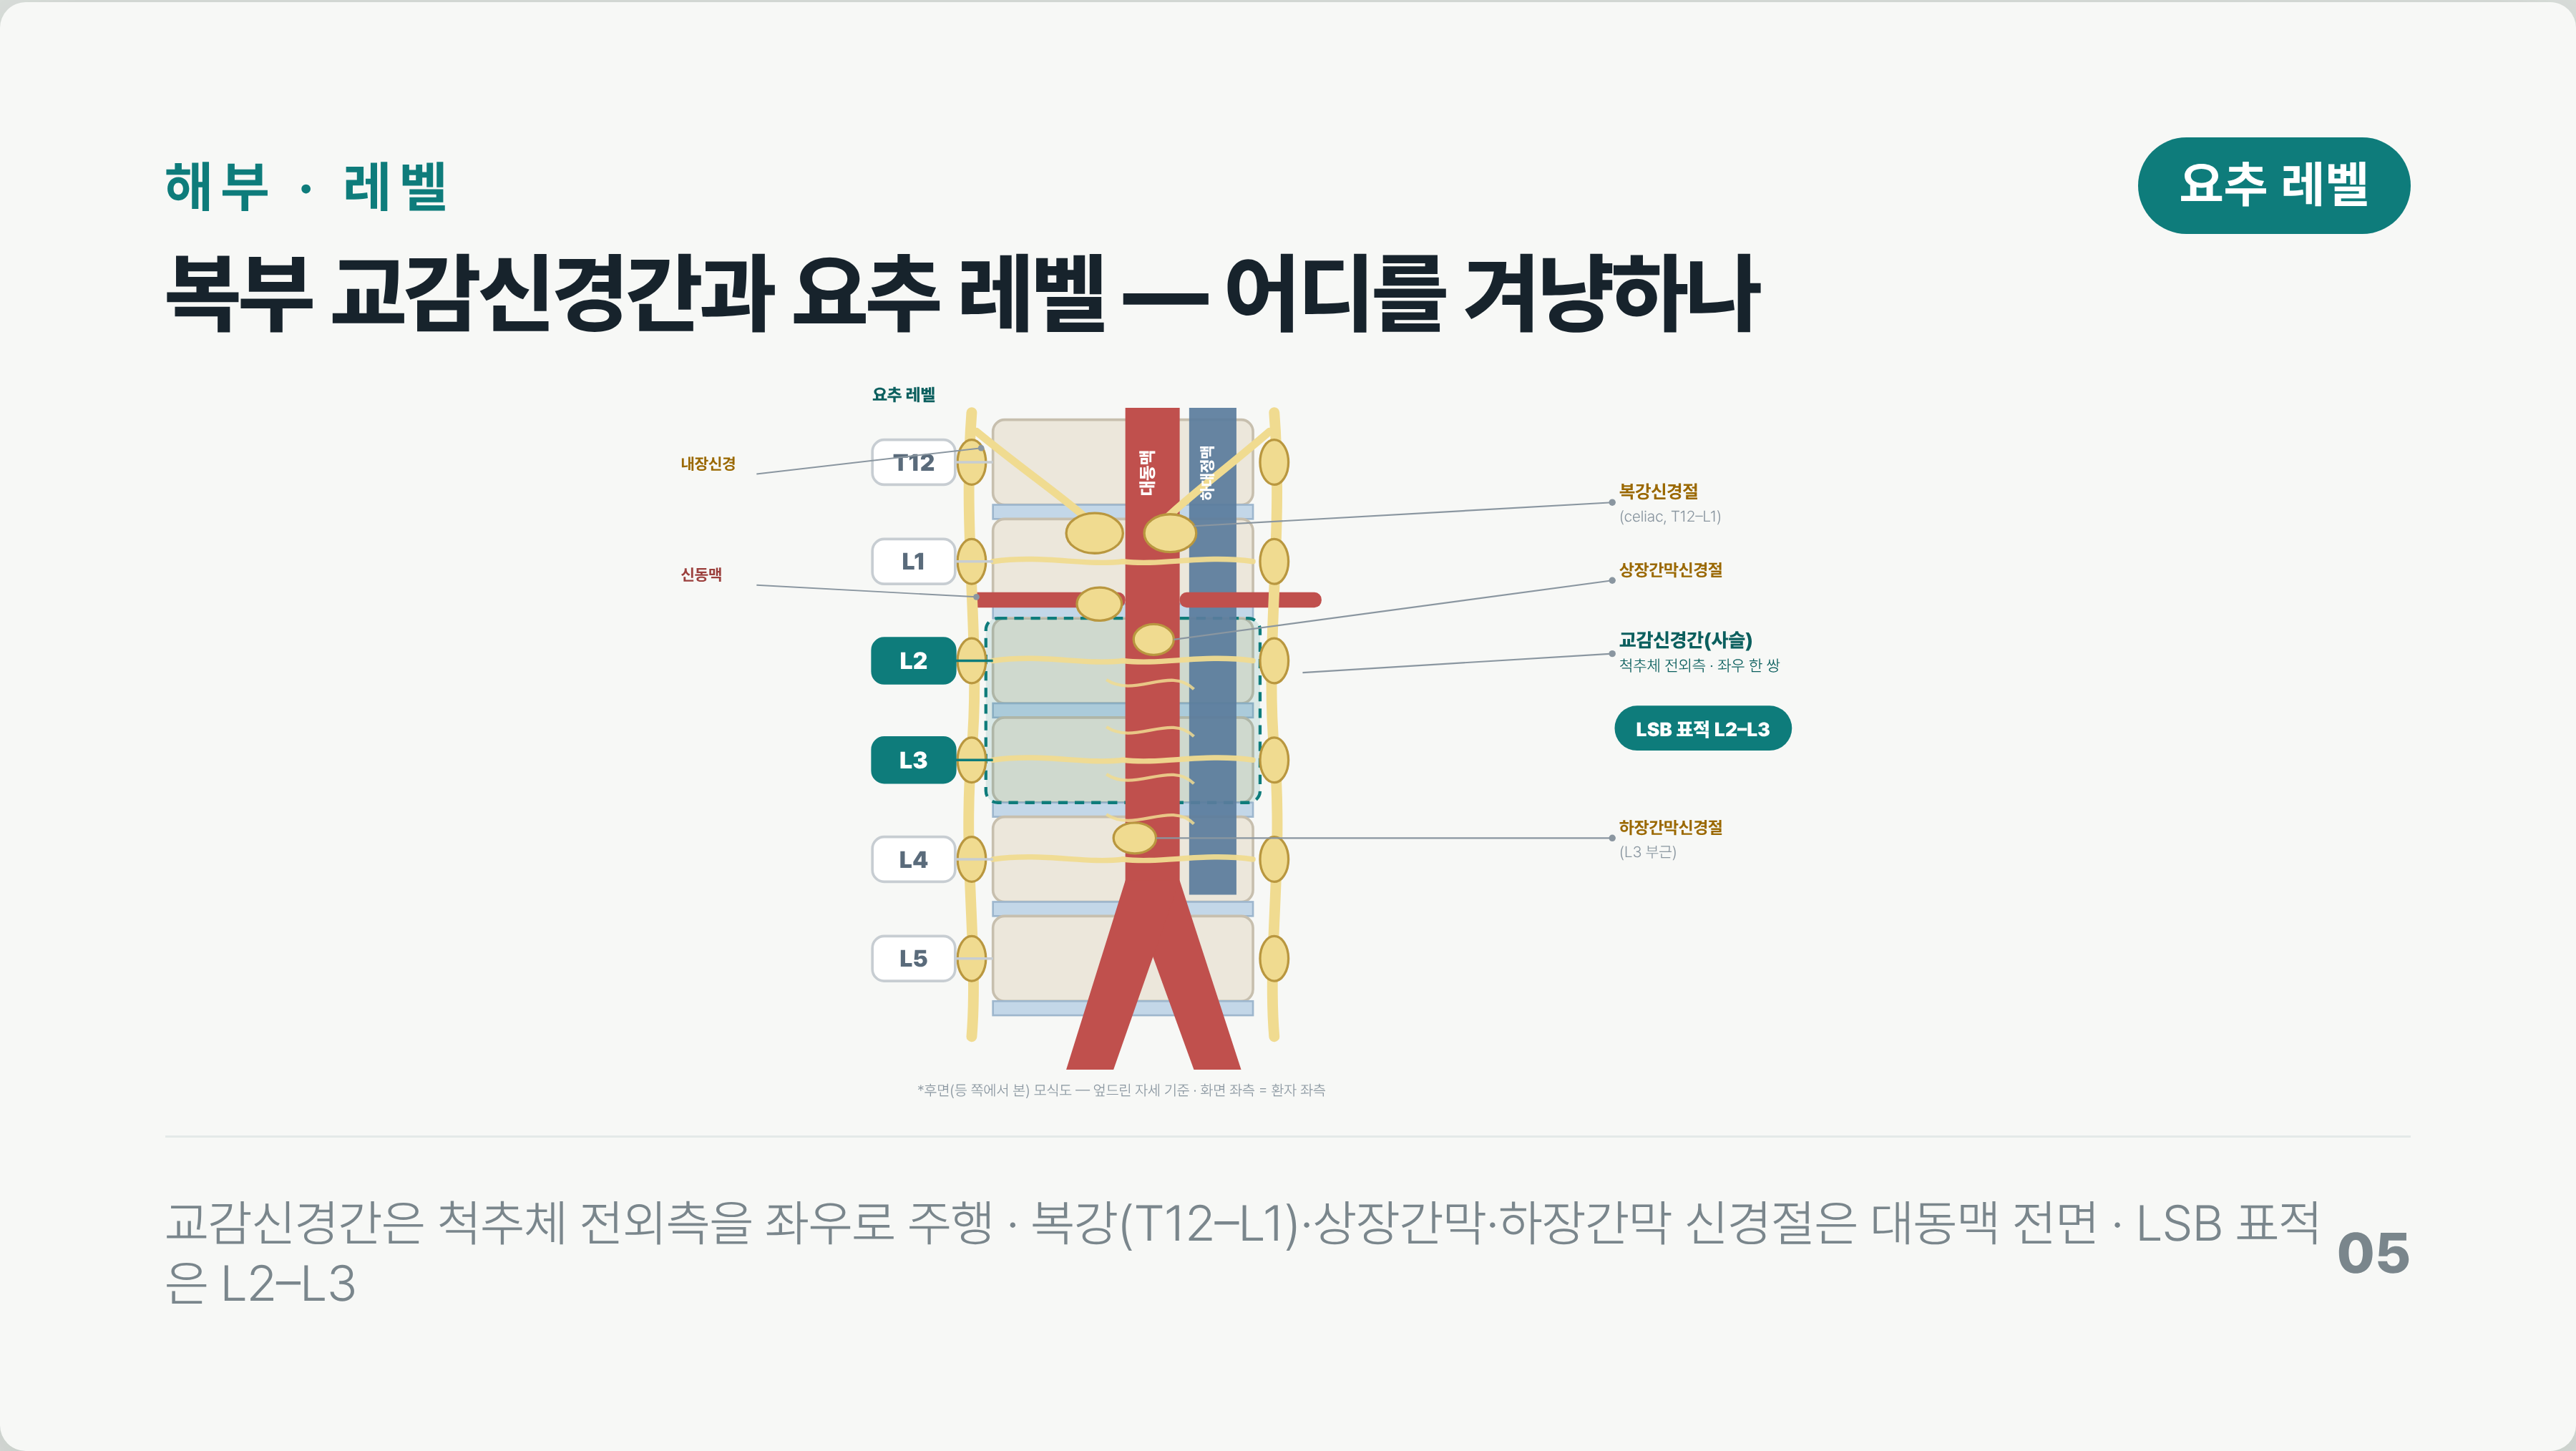 해부 · 레벨
요추 레벨
복부 교감신경간과 요추 레벨 — 어디를 겨냥하나
요추 레벨
내장신경
T12
대동맥
하대정맥
복강신경절
(celiac, T12–L1)
L1
신동맥
상장간막신경절
L2
교감신경간(사슬)
척추체 전외측 · 좌우 한 쌍
LSB 표적 L2–L3
L3
하장간막신경절
(L3 부근)
L4
L5
*후면(등 쪽에서 본) 모식도 — 엎드린 자세 기준 · 화면 좌측 = 환자 좌측
교감신경간은 척추체 전외측을 좌우로 주행 · 복강(T12–L1)·상장간막·하장간막 신경절은 대동맥 전면 · LSB 표적
은 L2–L3
05